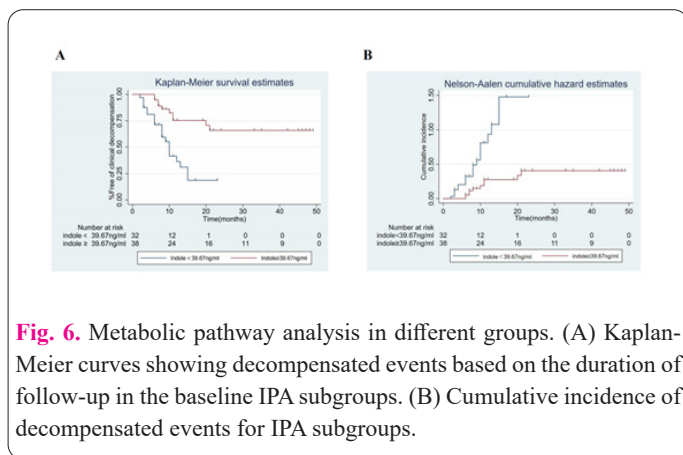 A
B
Kaplan-Meier survival estimates
%Free of clinical decompensation
1.00
0.75
0.50
0.25
0.00
0 10 20 30 40 50
Time(months)
Number at risk
indole < 39.67ng/ml 32 12 1 0 0 0
indole ≥ 39.67ng/ml 38 24 16 11 9 0
indole < 39.67ng/ml Indole≥39.67ng/ml
Nelson-Aalen cumulative hazard estimates
Cumulative incidence
1.50
1.00
0.50
0.00
0 10 20 30 40 50
Time(months)
Number at risk
indole<39.67ng/ml 32 12 1 0 0 0
indole≥39.67ng/ml 38 24 16 11 9 0
indole < 39.67ng/ml Indole≥39.67ng/ml
Fig. 6. Metabolic pathway analysis in different groups. (A) Kaplan-
Meier curves showing decompensated events based on the duration of
follow-up in the baseline IPA subgroups. (B) Cumulative incidence of
decompensated events for IPA subgroups.